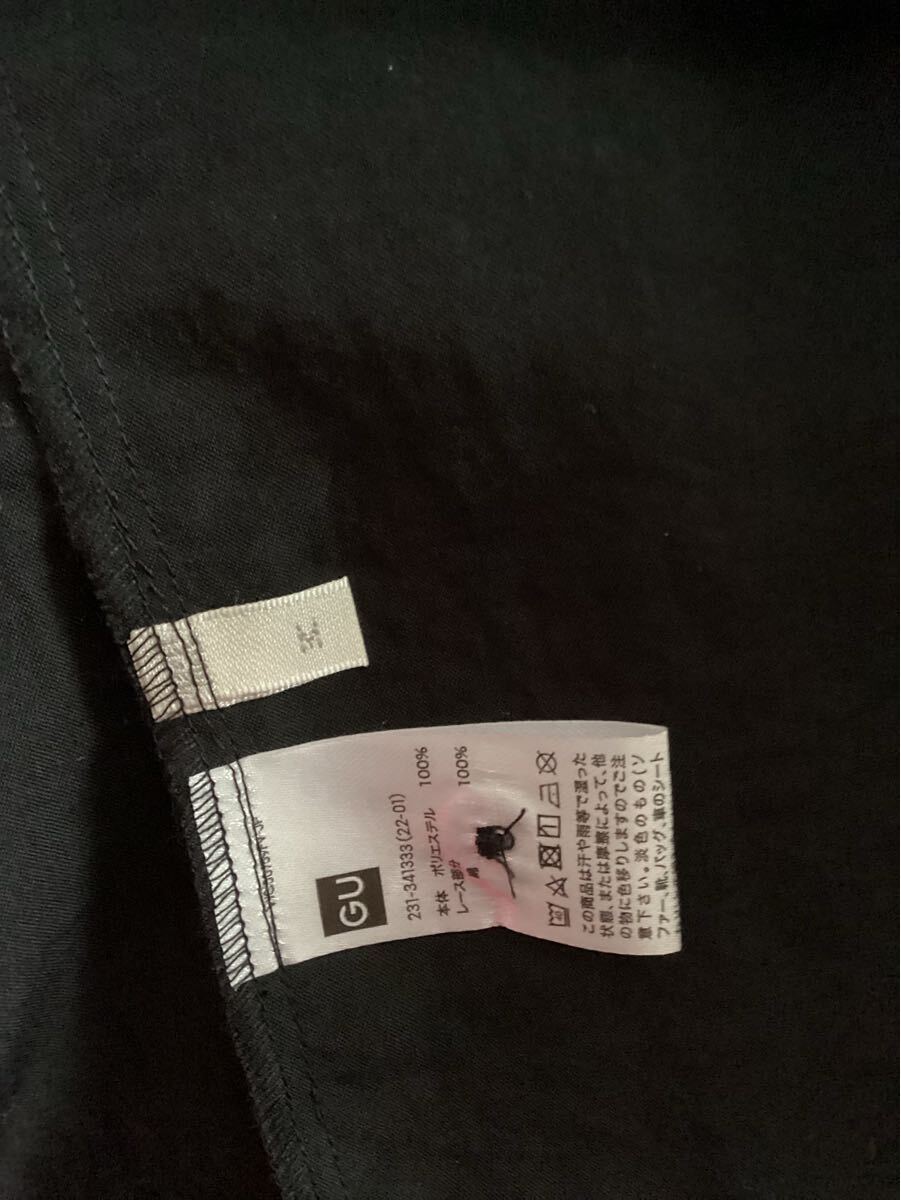 GU
231-341333(22-01)
本体 ポリエステル 100%
レース部分
綿 100%
40
この商品は汗や雨等で湿った
状態、または摩擦によって、他
の物に色移りしますのでご注
意下さい。淡色のもの(ソ
ファー、靴、バッグ、車のシート